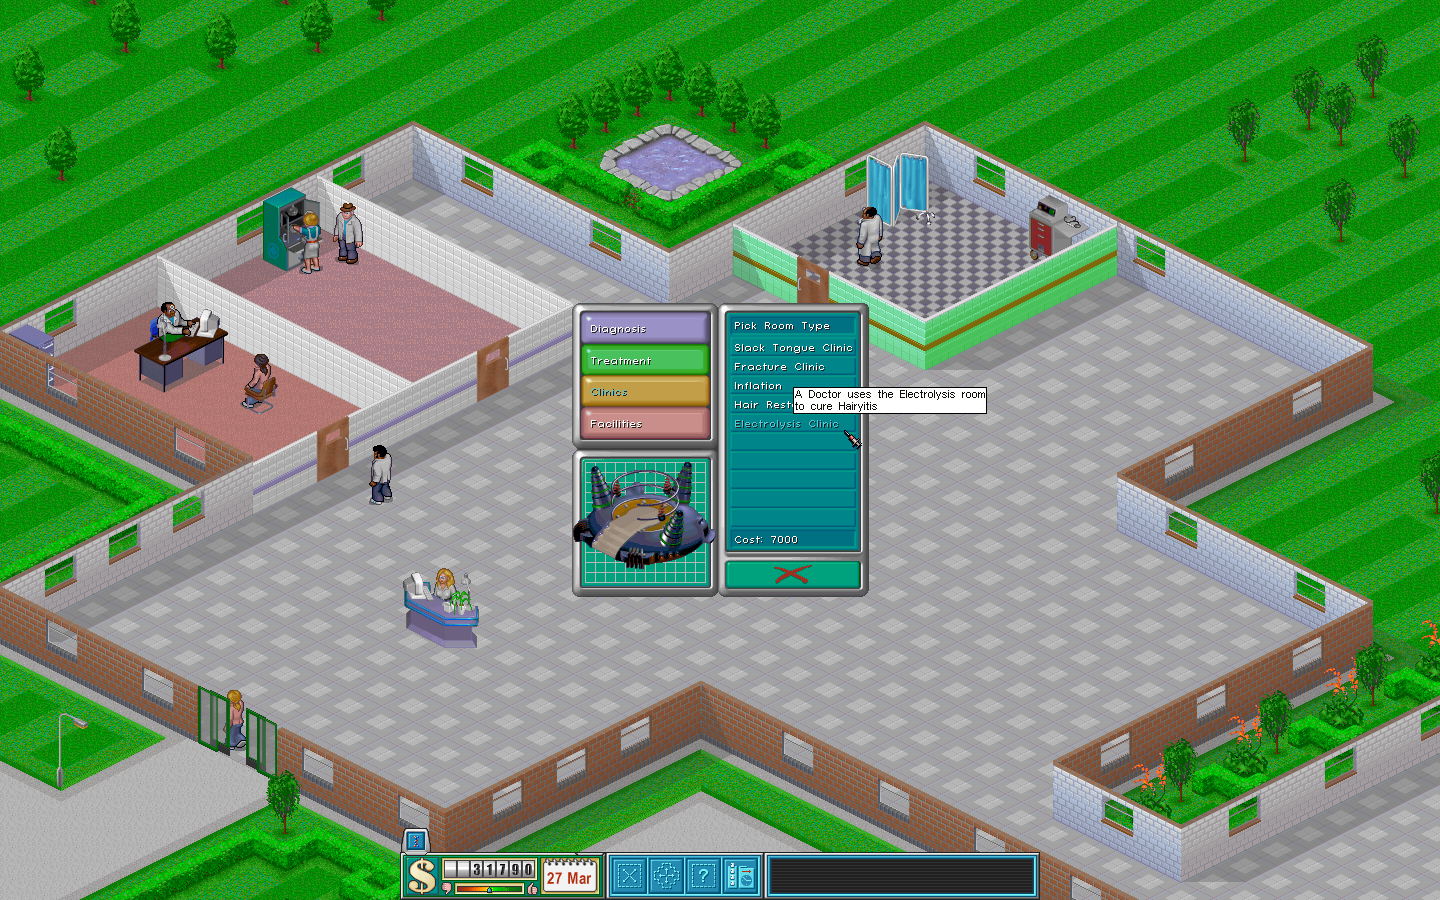 Diagnosis
Treatment
Clinics
Facilities
Pick Room Type
Slack Tongue Clinic
Fracture Clinic
Inflation
Hair Rest
Electrolysis Clinic
A Doctor uses the Electrolysis room
to cure Hairyitis
Cost: 7000
$
31790
27 Mar
?